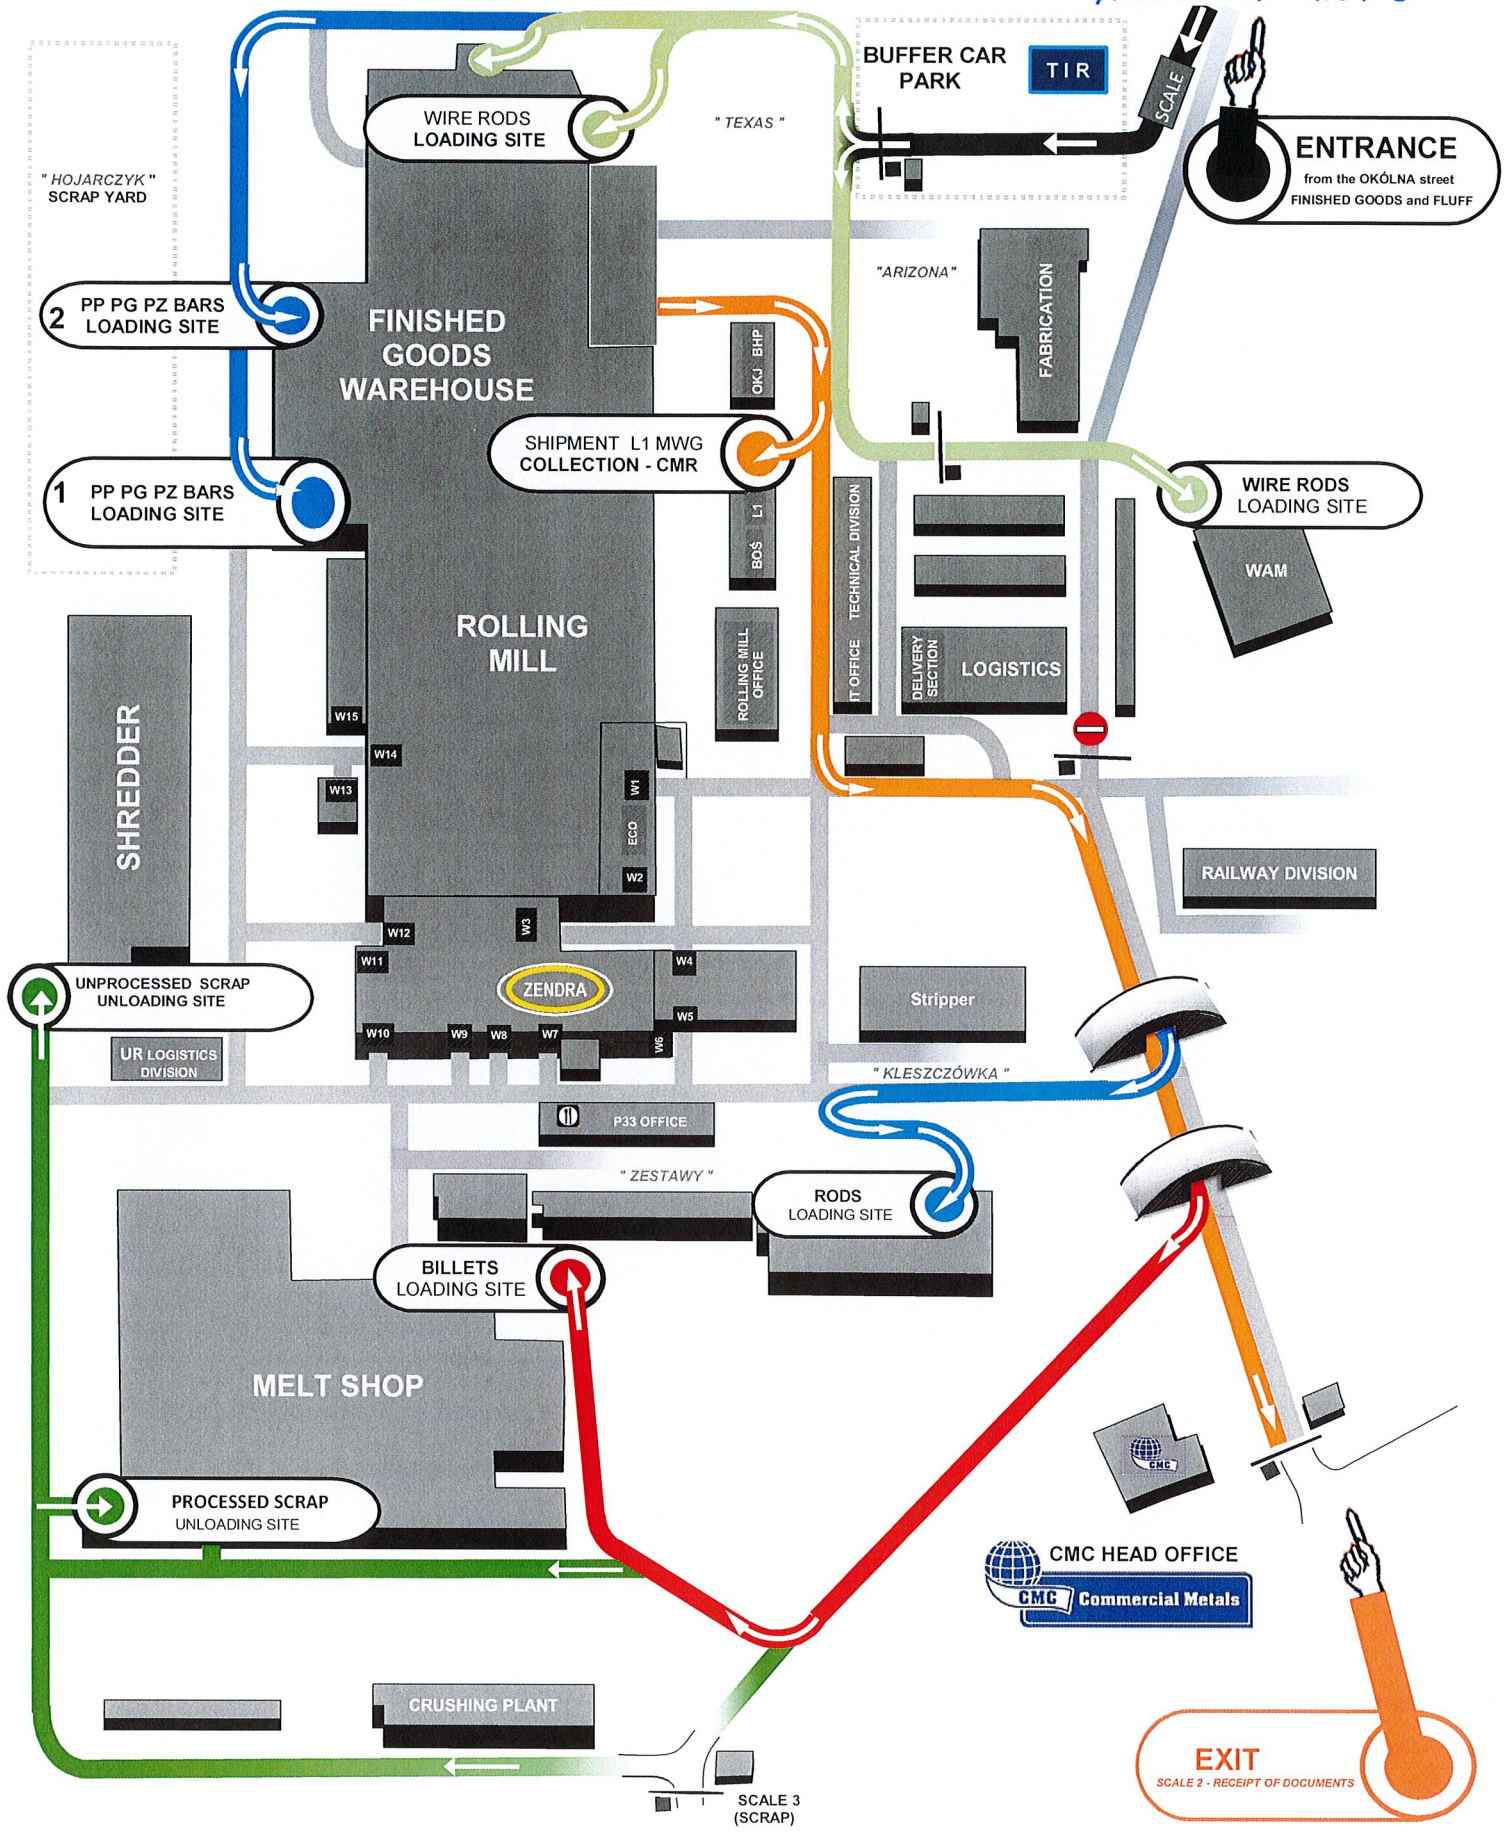 BUFFER CAR
PARK
TIR
SCALE
ENTRANCE
from the OKÓLNA street
FINISHED GOODS and FLUFF
WIRE RODS
LOADING SITE
" TEXAS "
" HOJARCZYK "
SCRAP YARD
"ARIZONA"
FABRICATION
2 PP PG PZ BARS
LOADING SITE
FINISHED
GOODS
WAREHOUSE
OKJ BHP
SHIPMENT L1 MWG
COLLECTION - CMR
1 PP PG PZ BARS
LOADING SITE
WIRE RODS
LOADING SITE
BOŚ L1
IT OFFICE TECHNICAL DIVISION
WAM
ROLLING
MILL
ROLLING MILL
OFFICE
DELIVERY
SECTION
LOGISTICS
SHREDDER
W15
W14
W13
W1
ECO
W2
RAILWAY DIVISION
W12
W3
W11
W4
ZENDRA
W5
Stripper
W10
W9
W8
W7
W6
UNPROCESSED SCRAP
UNLOADING SITE
UR LOGISTICS
DIVISION
" KLESZCZÓWKA "
P33 OFFICE
" ZESTAWY "
RODS
LOADING SITE
BILLETS
LOADING SITE
MELT SHOP
CMC
PROCESSED SCRAP
UNLOADING SITE
CMC HEAD OFFICE
CMC Commercial Metals
CRUSHING PLANT
EXIT
SCALE 2 - RECEIPT OF DOCUMENTS
SCALE 3
(SCRAP)